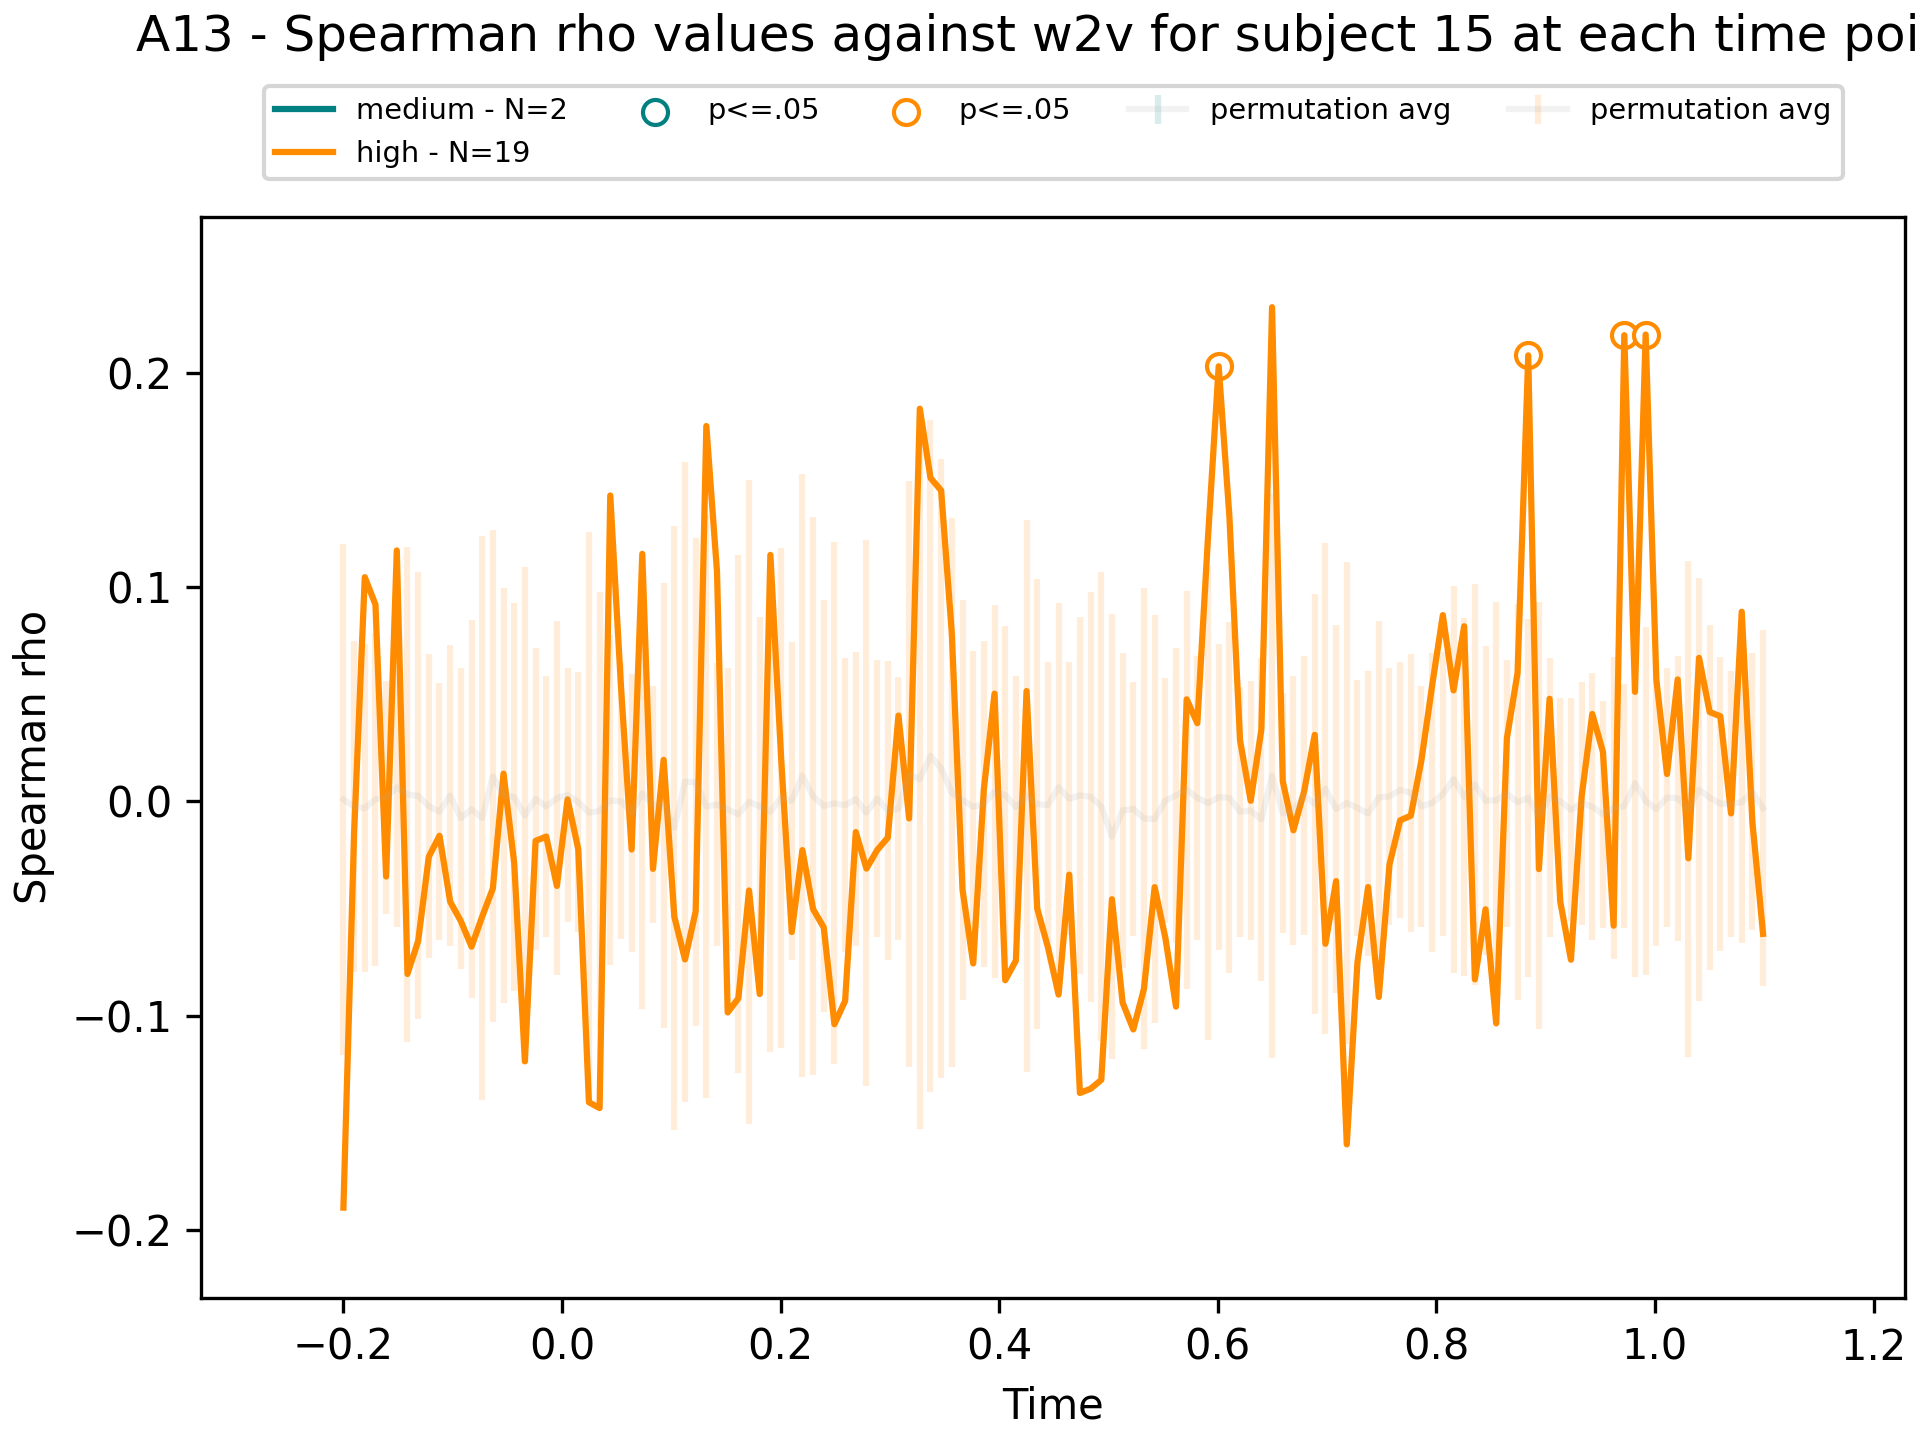 A13 - Spearman rho values against w2v for subject 15 at each time poi
medium - N=2 p<=.05 p<=.05 permutation avg permutation avg
high - N=19
0.2
0.1
0.0
−0.1
−0.2
Spearman rho
−0.2 0.0 0.2 0.4 0.6 0.8 1.0 1.2
Time